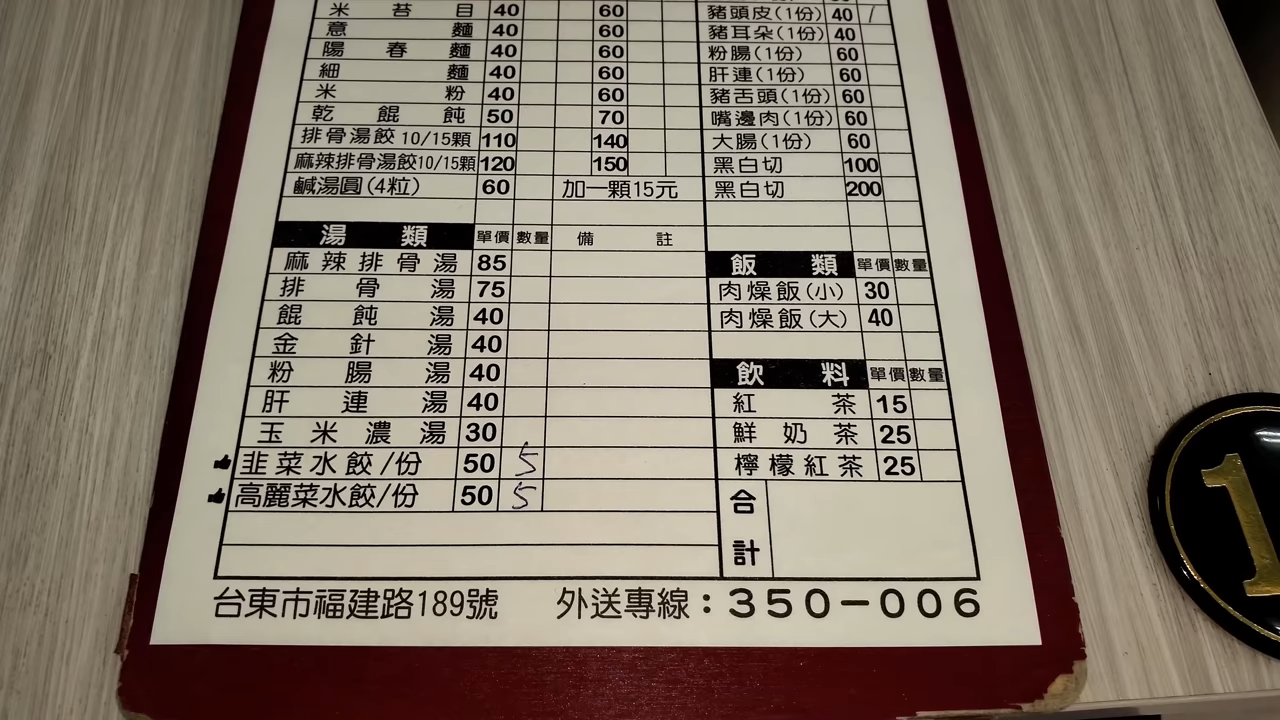 米苔目 40 60
意麵 40 60
陽春麵 40 60
細麵 40 60
米粉 40 60
乾餛飩 50 70
排骨湯餃 10/15顆 110 140
麻辣排骨湯餃10/15顆 120 150
鹹湯圓(4粒) 60 加一顆15元
湯類 單價 數量 備註
麻辣排骨湯 85
排骨湯 75
餛飩湯 40
金針湯 40
粉腸湯 40
肝連湯 40
玉米濃湯 30
韭菜水餃/份 50 5
高麗菜水餃/份 50 5
豬頭皮(1份) 40 /
豬耳朵(1份) 40
粉腸(1份) 60
肝連(1份) 60
豬舌頭(1份) 60
嘴邊肉(1份) 60
大腸(1份) 60
黑白切 100
黑白切 200
飯類 單價 數量
肉燥飯(小) 30
肉燥飯(大) 40
飲料 單價 數量
紅茶 15
鮮奶茶 25
檸檬紅茶 25
合計
台東市福建路189號 外送專線：350-006
1